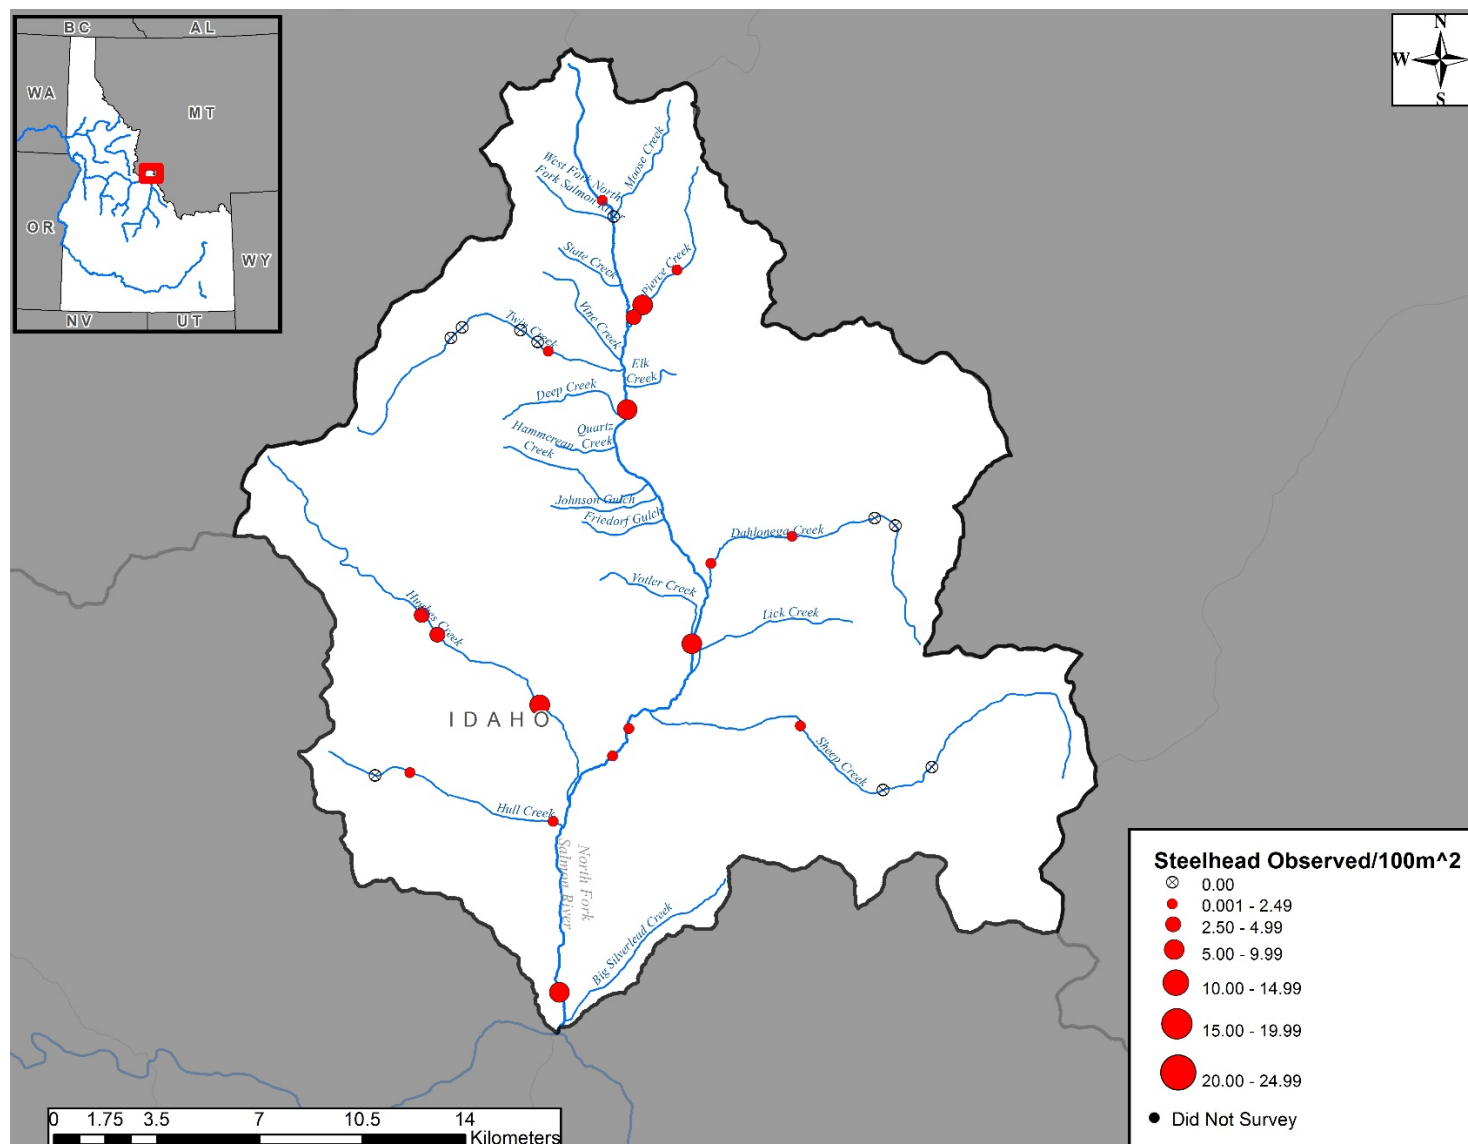 BC
AL
WA
MT
OR
WY
NV
UT
N
W
S
West Fork North
Fork Salmon River
Moose Creek
State Creek
Pierce Creek
Vine Creek
Twin Creek
Elk
Creek
Deep Creek
Quartz
Creek
Hammerean
Creek
Johnson Gulch
Friedorf Gulch
Dahlonega Creek
Votler Creek
Lick Creek
Hughes Creek
IDAHO
Sheep Creek
Hull Creek
North Fork
Salmon River
Big Silverlead Creek
Steelhead Observed/100m^2
0.00
0.001 - 2.49
2.50 - 4.99
5.00 - 9.99
10.00 - 14.99
15.00 - 19.99
20.00 - 24.99
Did Not Survey
0 1.75 3.5 7 10.5 14
Kilometers